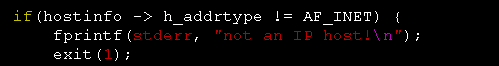 if(hostinfo -> h_addrtype != AF_INET) {
fprintf(stderr, "not an IP host!\n");
exit(1);